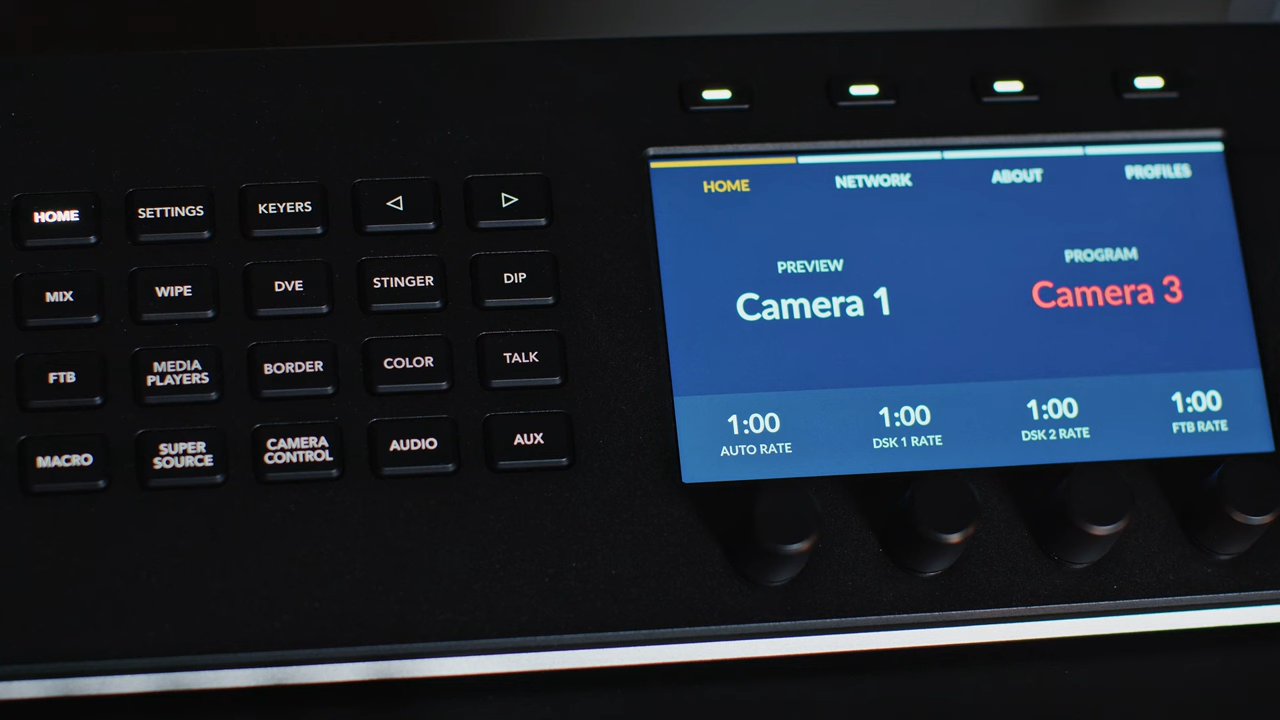 HOME
SETTINGS
KEYERS
MIX
WIPE
DVE
STINGER
DIP
FTB
MEDIA
PLAYERS
BORDER
COLOR
TALK
MACRO
SUPER
SOURCE
CAMERA
CONTROL
AUDIO
AUX
HOME
NETWORK
ABOUT
PROFILES
PREVIEW
Camera 1
PROGRAM
Camera 3
1:00
AUTO RATE
1:00
DSK 1 RATE
1:00
DSK 2 RATE
1:00
FTB RATE